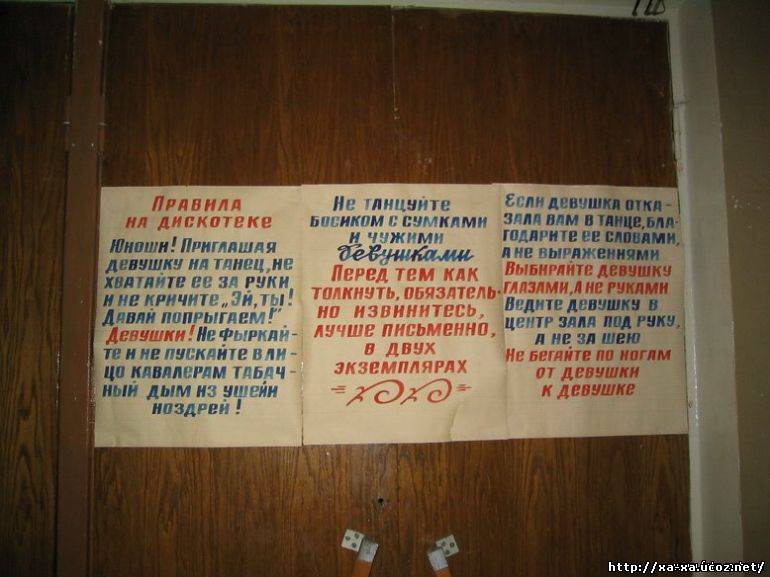 Правила
на дискотеке
Юноши! Приглашая
девушку на танец, не
хватайте ее за руки
и не кричите „Эй, ты!
Давай попрыгаем!"
Девушки! Не фыркай-
те и не пускайте в ли-
цо кавалерам табач-
ный дым из ушей и
ноздрей!
Не танцуйте
босиком с сумками
и чужими
девушками
Перед тем как
толкнуть, обязатель-
но извинитесь,
лучше письменно,
в двух
экземплярах
Если девушка отка-
зала вам в танце, бла-
годарите ее словами,
а не выражениями
Выбирайте девушку
глазами, а не руками
Ведите девушку в
центр зала под руку,
а не за шею
Не бегайте по ногам
от девушки
к девушке
http://xa-xa.ucoz.net/